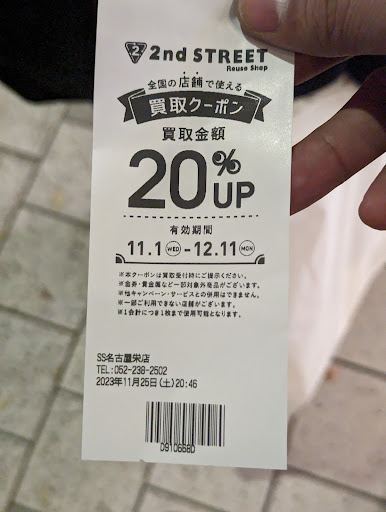 2 2nd STREET
Reuse Shop
全国の店舗で使える
買取クーポン
買取金額
20%UP
有効期間
11.1 WED - 12.11 MON
※本クーポンは買取受付時にご提示ください。
※金券・貴金属など一部対象外商品がございます。
※他キャンペーン・サービスとの併用はできません。
※一部ご利用できない店舗がございます。
※1会計につき1枚まで使用可能となります。
SS名古屋栄店
TEL:052-238-2502
2023年11月25日(土)20:46
D910668D